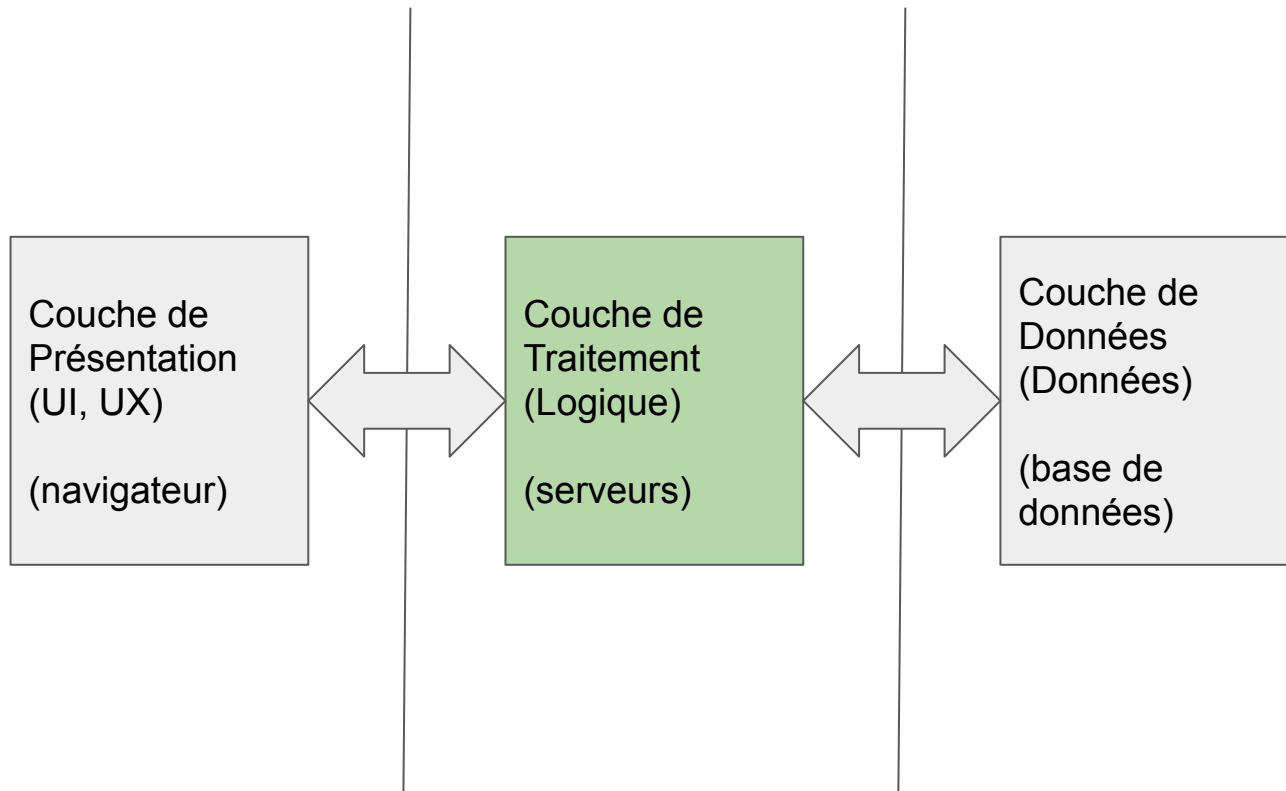 Couche de
Présentation
(UI, UX)
(navigateur)
Couche de
Traitement
(Logique)
(serveurs)
Couche de
Données
(Données)
(base de
données)